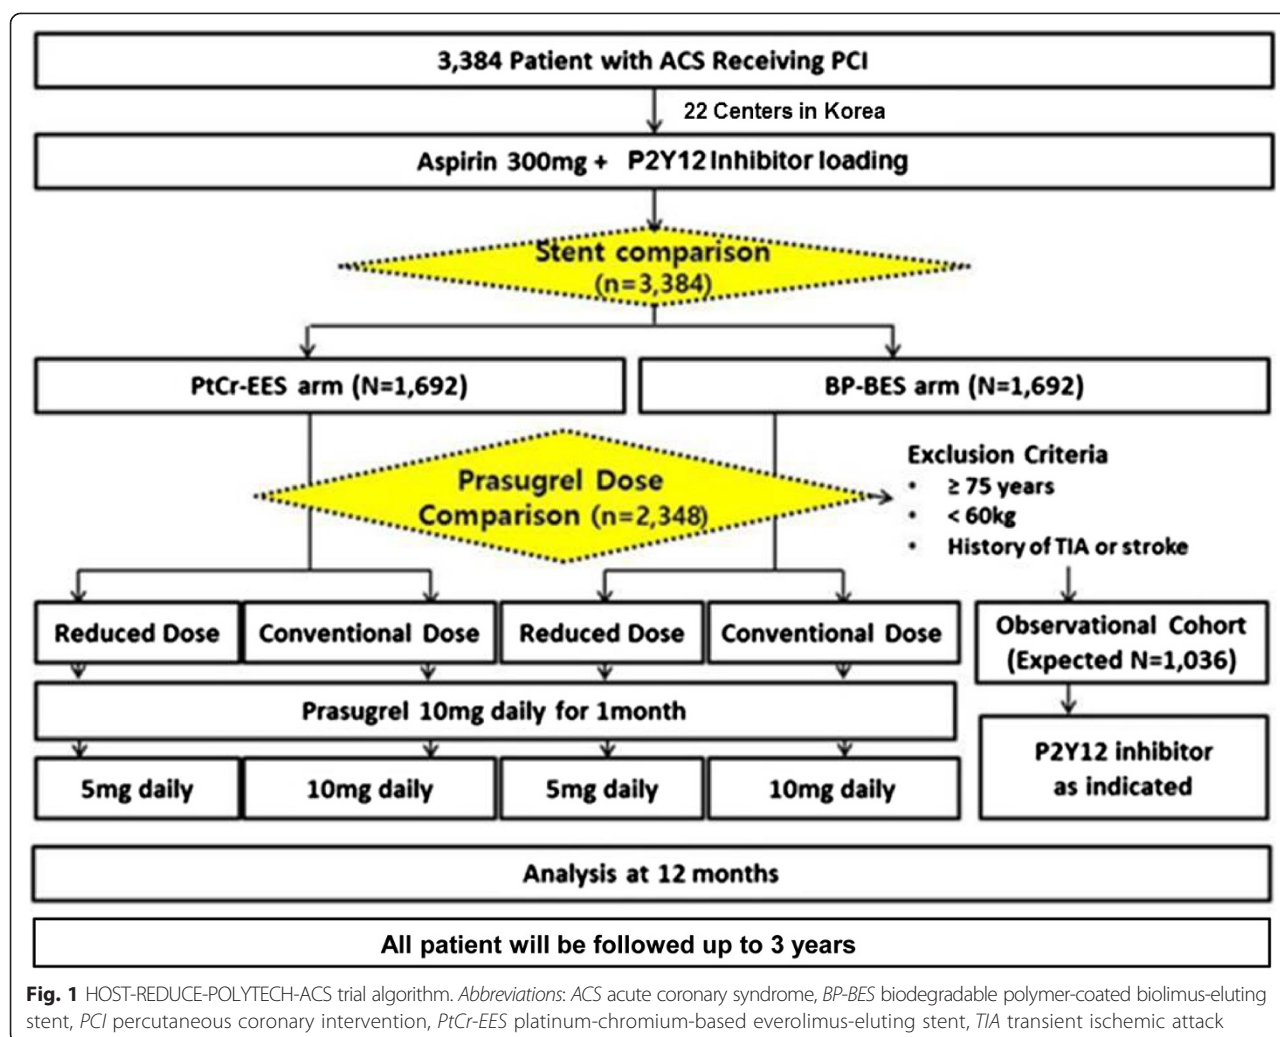 3,384 Patient with ACS Receiving PCI
22 Centers in Korea
Aspirin 300mg + P2Y12 Inhibitor loading
Stent comparison
(n=3,384)
PtCr-EES arm (N=1,692)
BP-BES arm (N=1,692)
Prasugrel Dose
Comparison (n=2,348)
Exclusion Criteria
• ≥ 75 years
• < 60kg
• History of TIA or stroke
Reduced Dose
Conventional Dose
Reduced Dose
Conventional Dose
Observational Cohort
(Expected N=1,036)
Prasugrel 10mg daily for 1month
5mg daily
10mg daily
5mg daily
10mg daily
P2Y12 inhibitor
as indicated
Analysis at 12 months
All patient will be followed up to 3 years
Fig. 1 HOST-REDUCE-POLYTECH-ACS trial algorithm. Abbreviations: ACS acute coronary syndrome, BP-BES biodegradable polymer-coated biolimus-eluting
stent, PCI percutaneous coronary intervention, PtCr-EES platinum-chromium-based everolimus-eluting stent, TIA transient ischemic attack